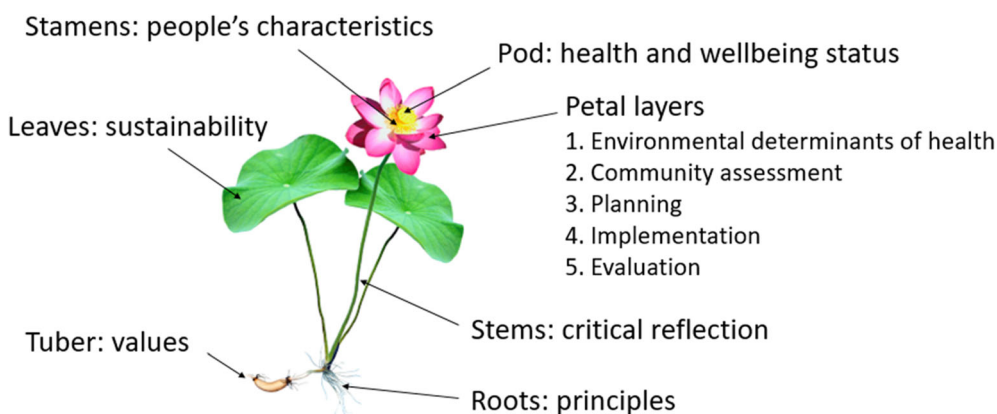 Stamens: people’s characteristics
Pod: health and wellbeing status
Petal layers
1. Environmental determinants of health
2. Community assessment
3. Planning
4. Implementation
5. Evaluation
Leaves: sustainability
Stems: critical reflection
Tuber: values
Roots: principles